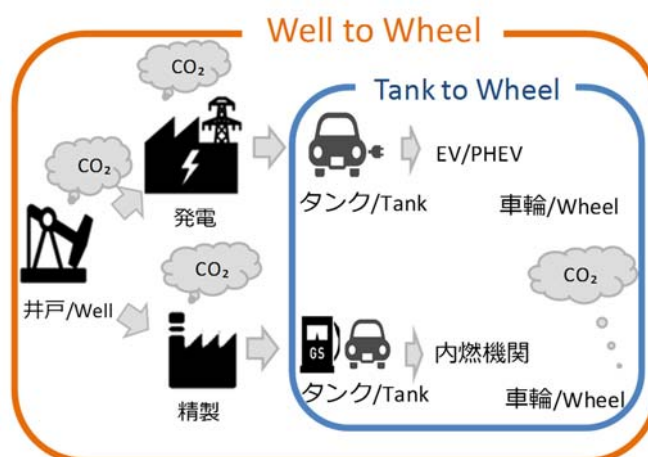 Well to Wheel
CO₂
Tank to Wheel
CO₂
EV/PHEV
発電
タンク/Tank
車輪/Wheel
井戸/Well
CO₂
CO₂
GS
内燃機関
精製
タンク/Tank
車輪/Wheel